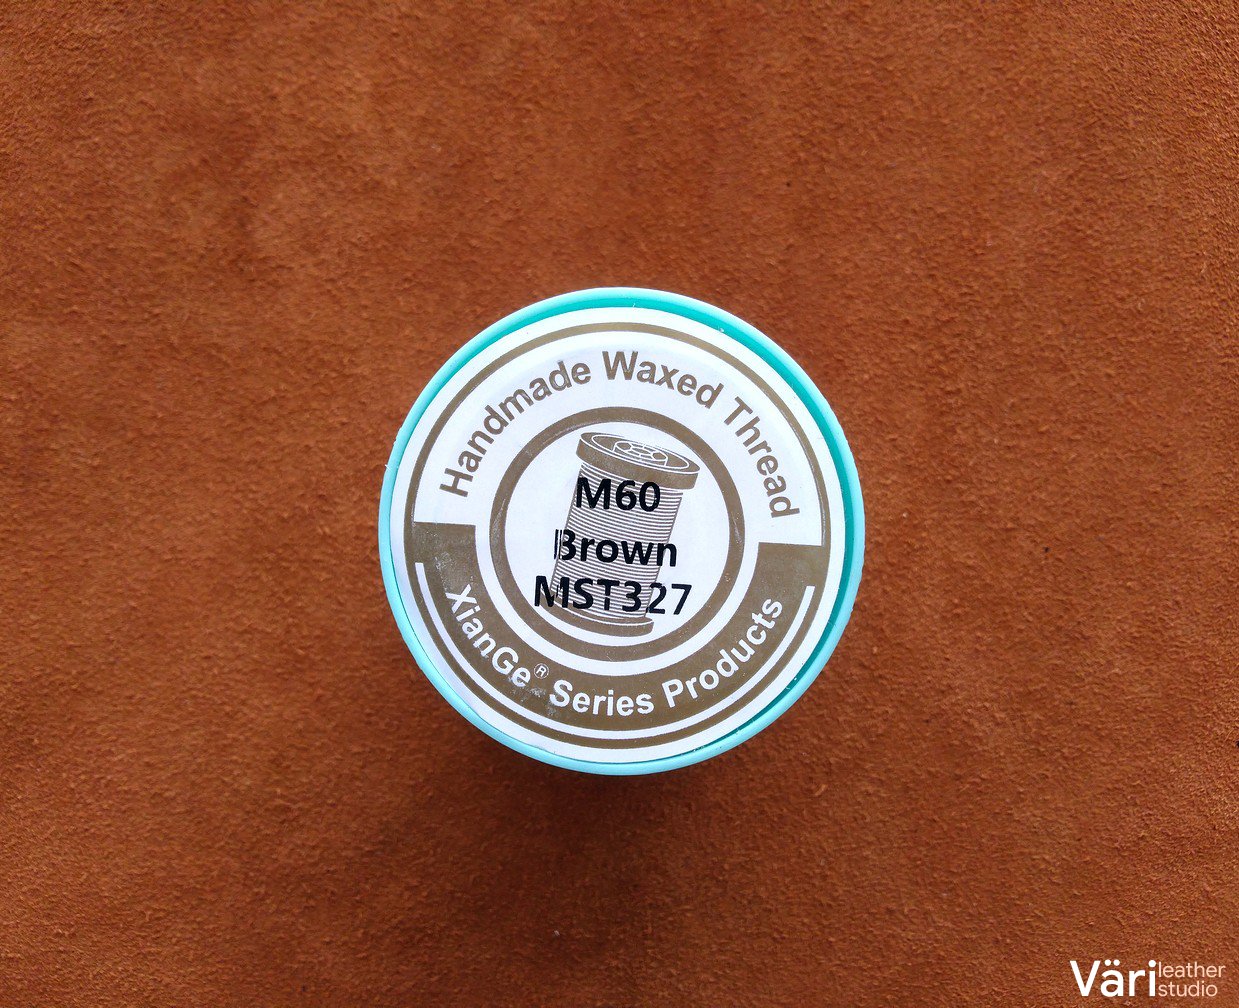 Handmade Waxed Thread
M60
Brown
MST327
XianGe® Series Products
Väri leather
studio